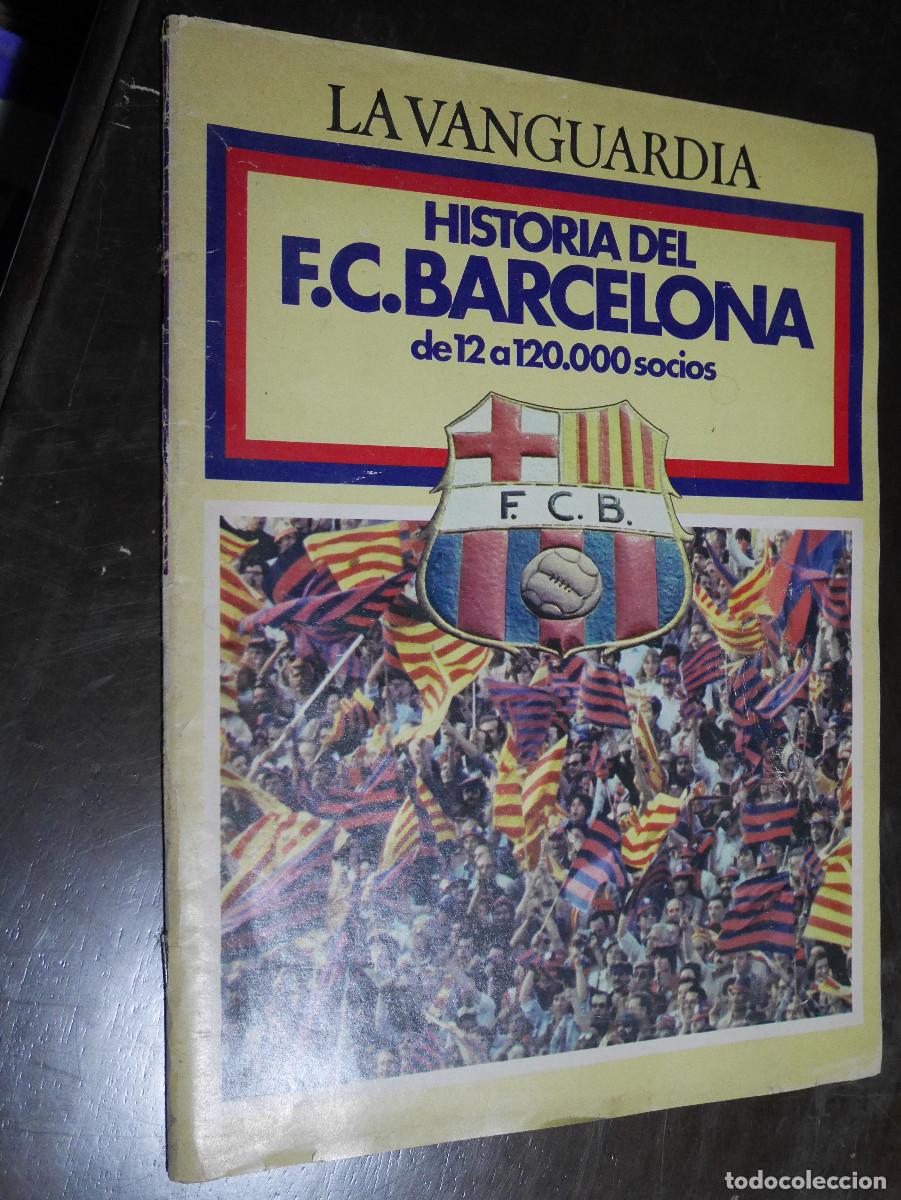 LA VANGUARDIA
HISTORIA DEL
F.C.BARCELONA
de 12 a 120.000 socios
F. C. B.
todocoleccion